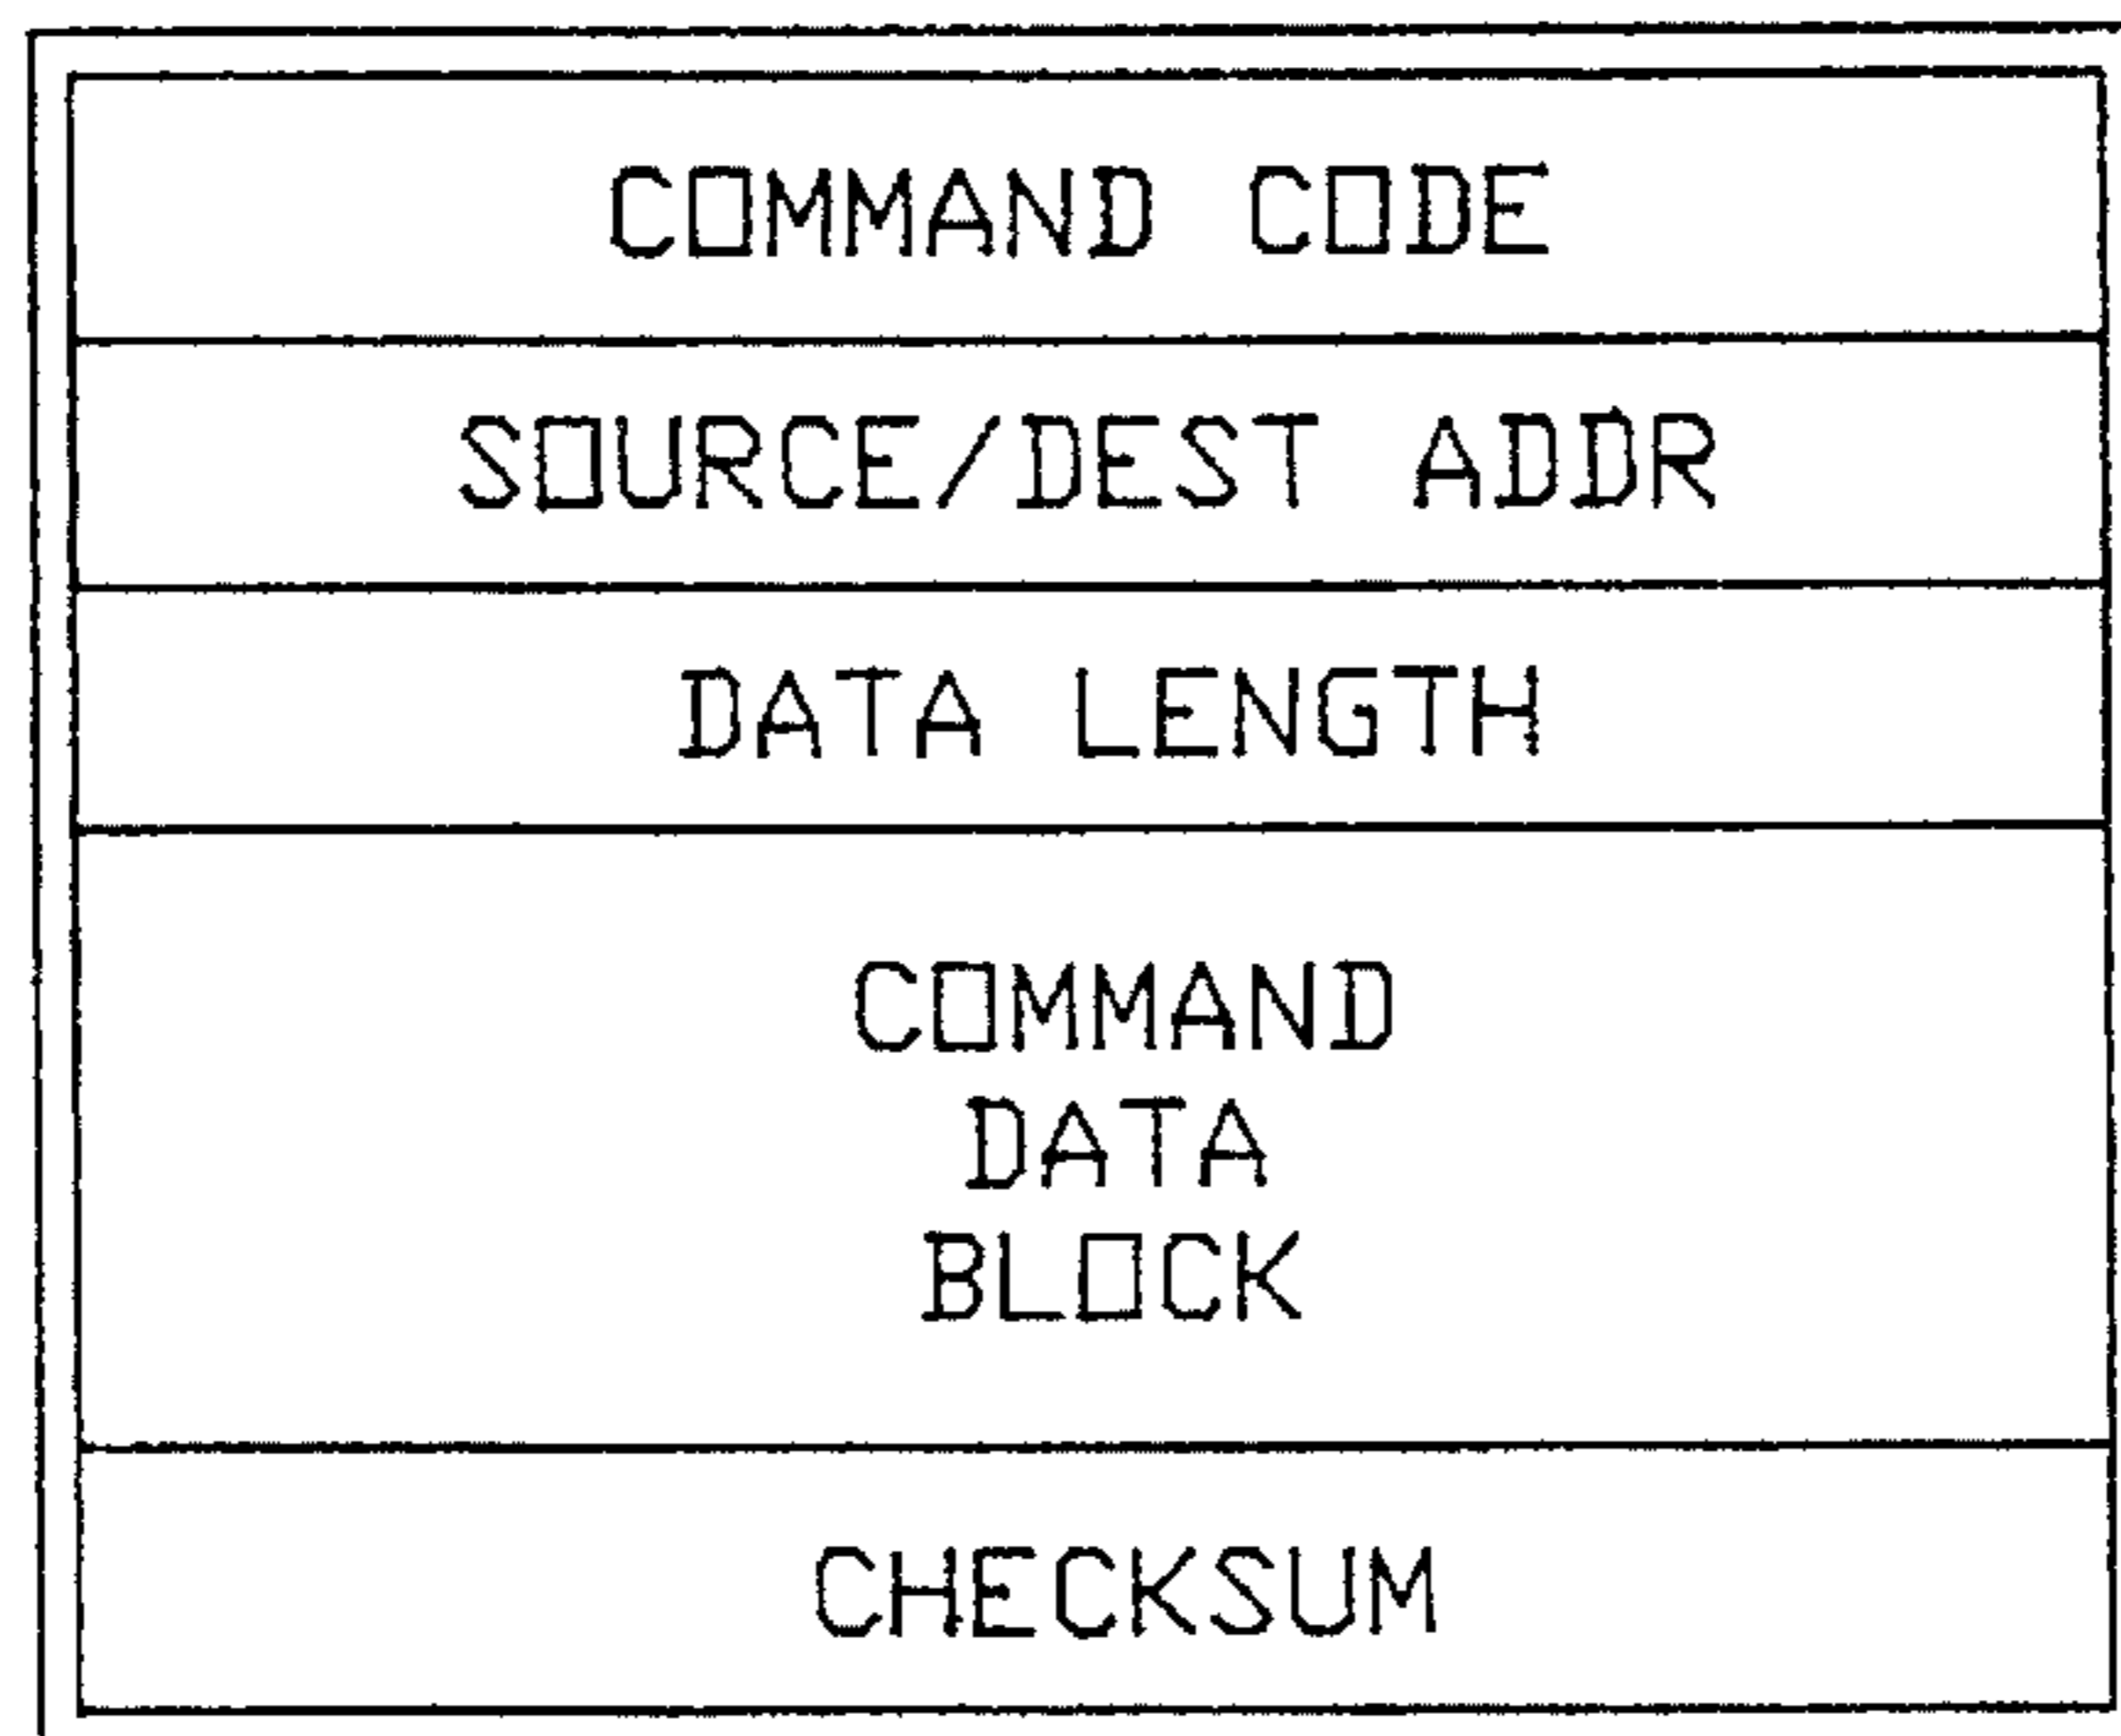 COMMAND CODE
SOURCE/DEST ADDR
DATA LENGTH
COMMAND
DATA
BLOCK
CHECKSUM